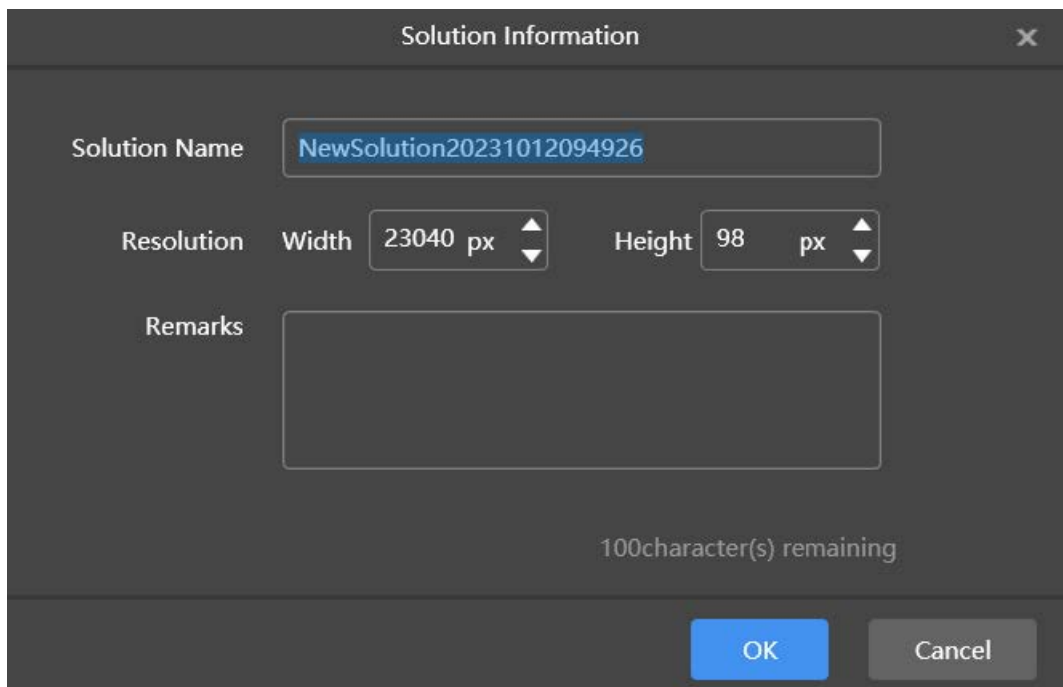 Solution Information
Solution Name NewSolution20231012094926
Resolution Width 23040 px Height 98 px
Remarks
100character(s) remaining
OK Cancel